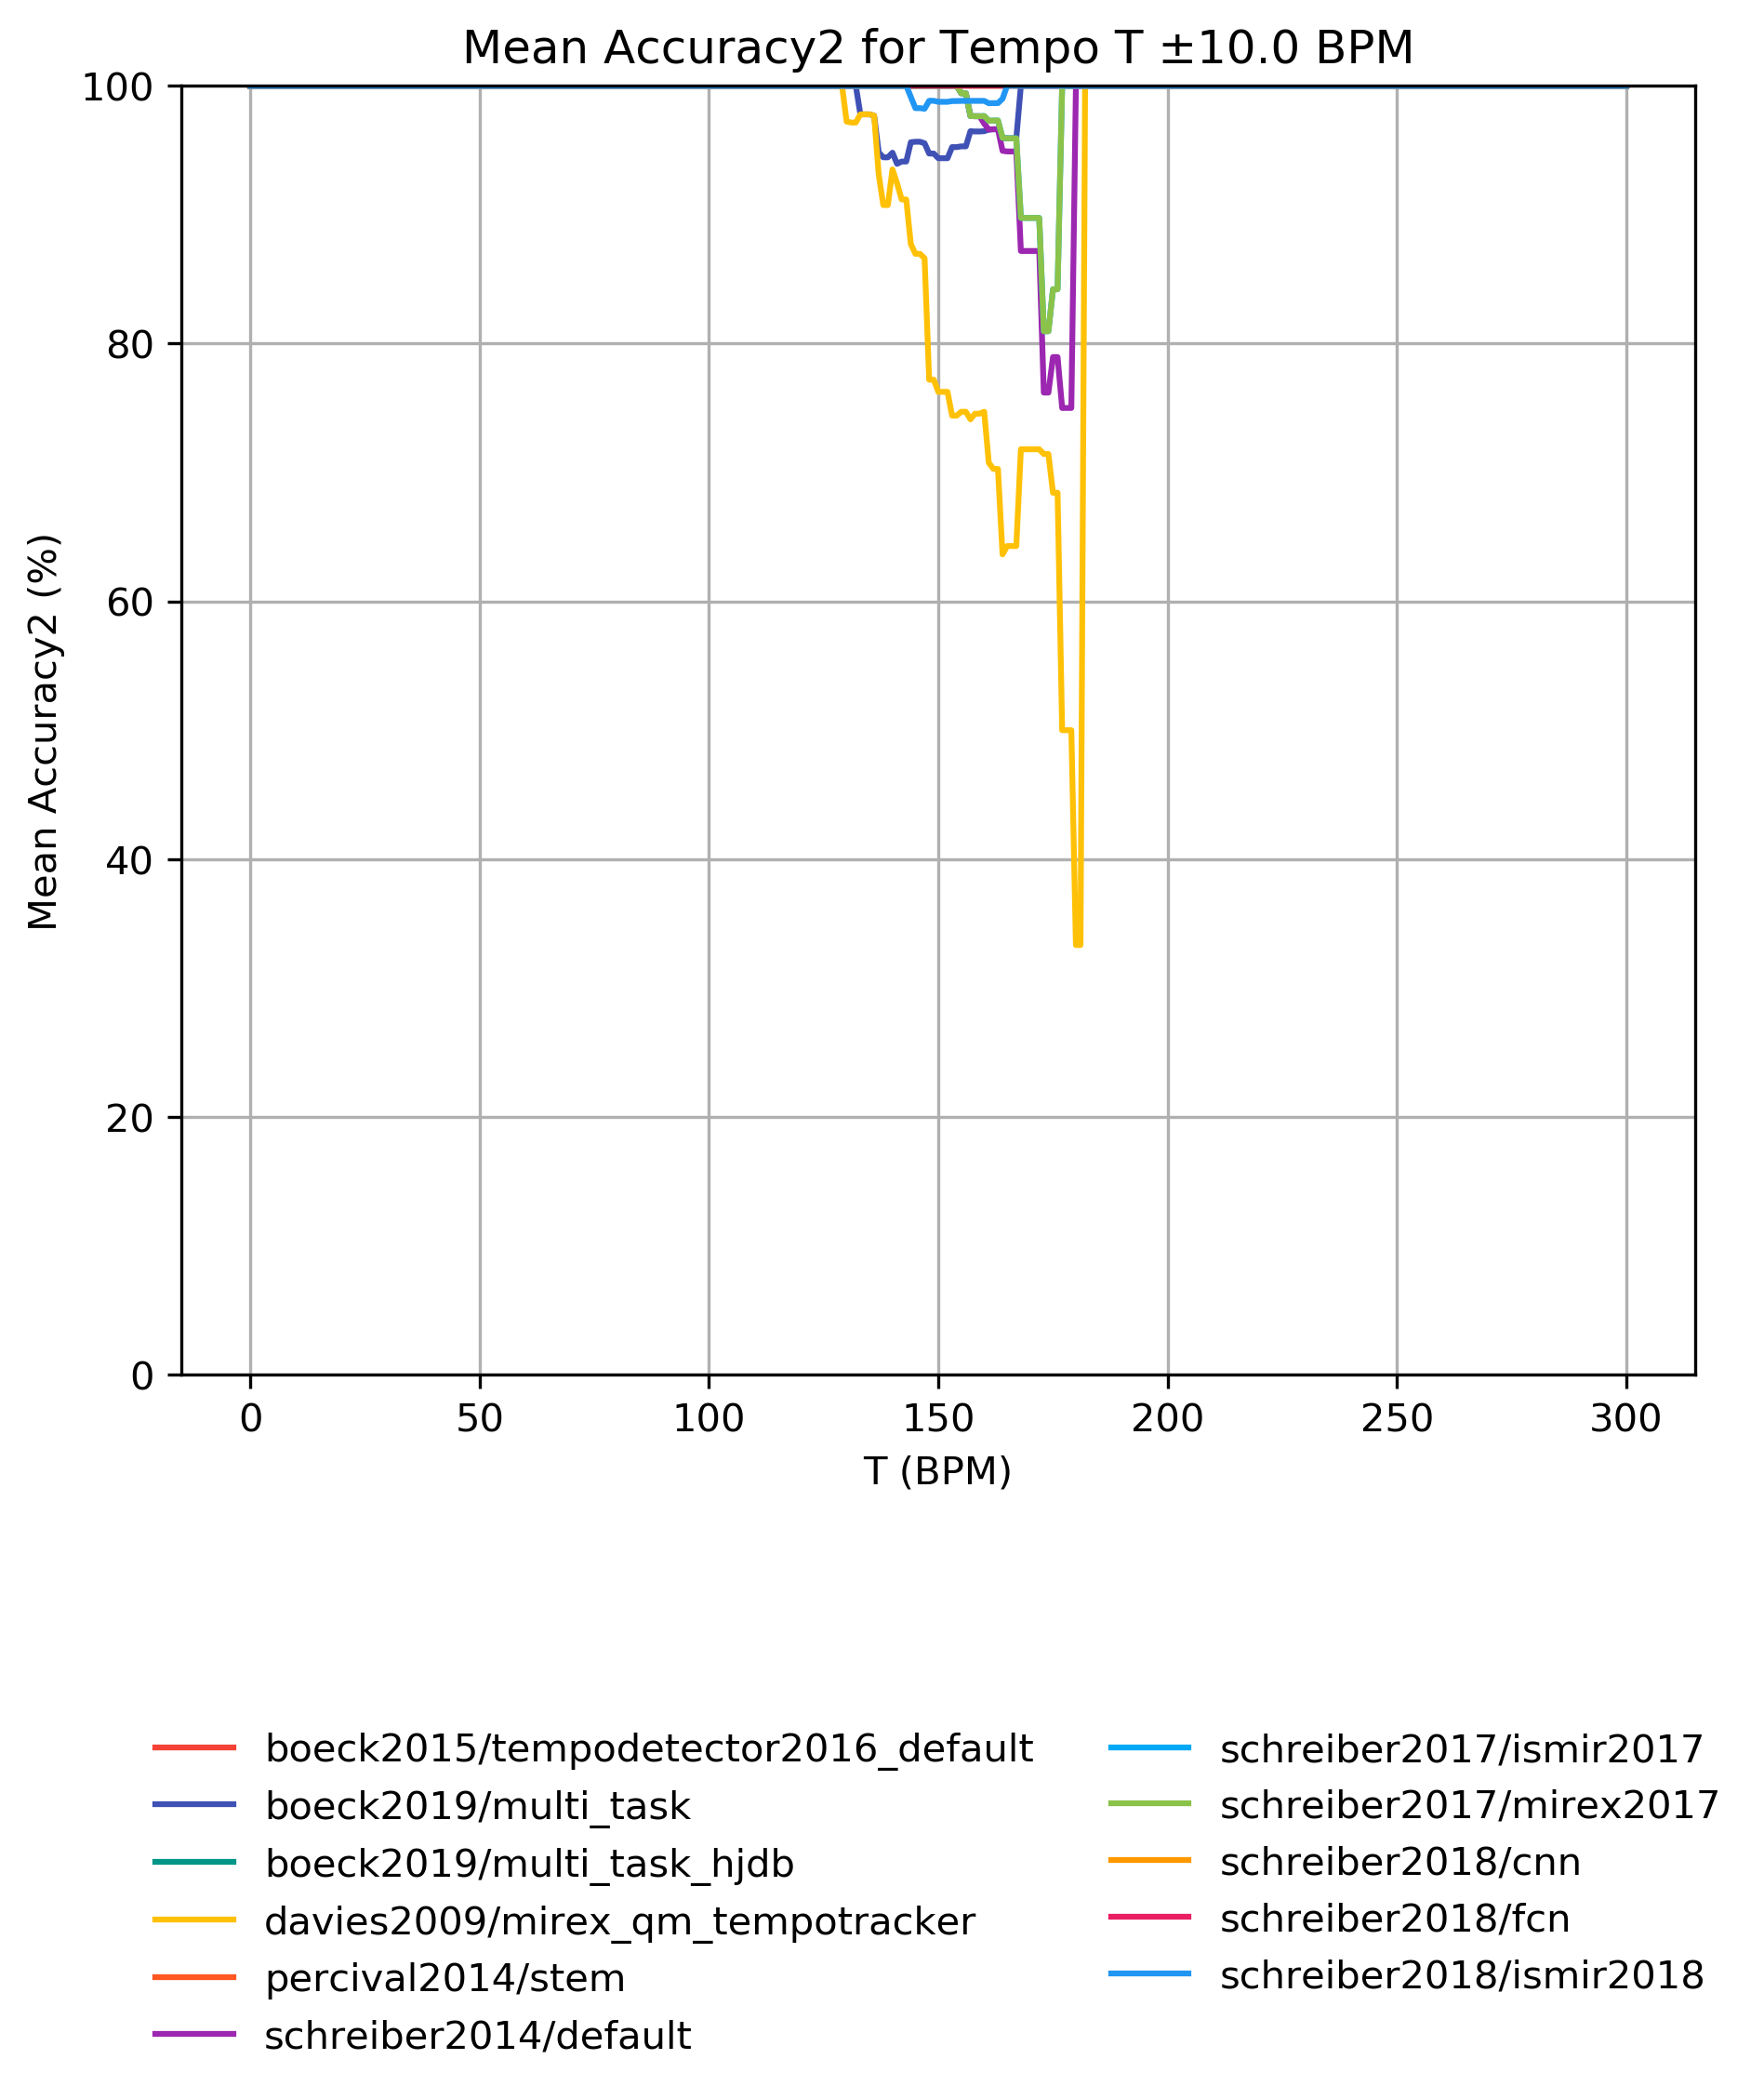 Mean Accuracy2 for Tempo T ±10.0 BPM
100
80
60
40
20
0
Mean Accuracy2 (%)
0 50 100 150 200 250 300
T (BPM)
boeck2015/tempodetector2016_default
boeck2019/multi_task
boeck2019/multi_task_hjdb
davies2009/mirex_qm_tempotracker
percival2014/stem
schreiber2014/default
schreiber2017/ismir2017
schreiber2017/mirex2017
schreiber2018/cnn
schreiber2018/fcn
schreiber2018/ismir2018